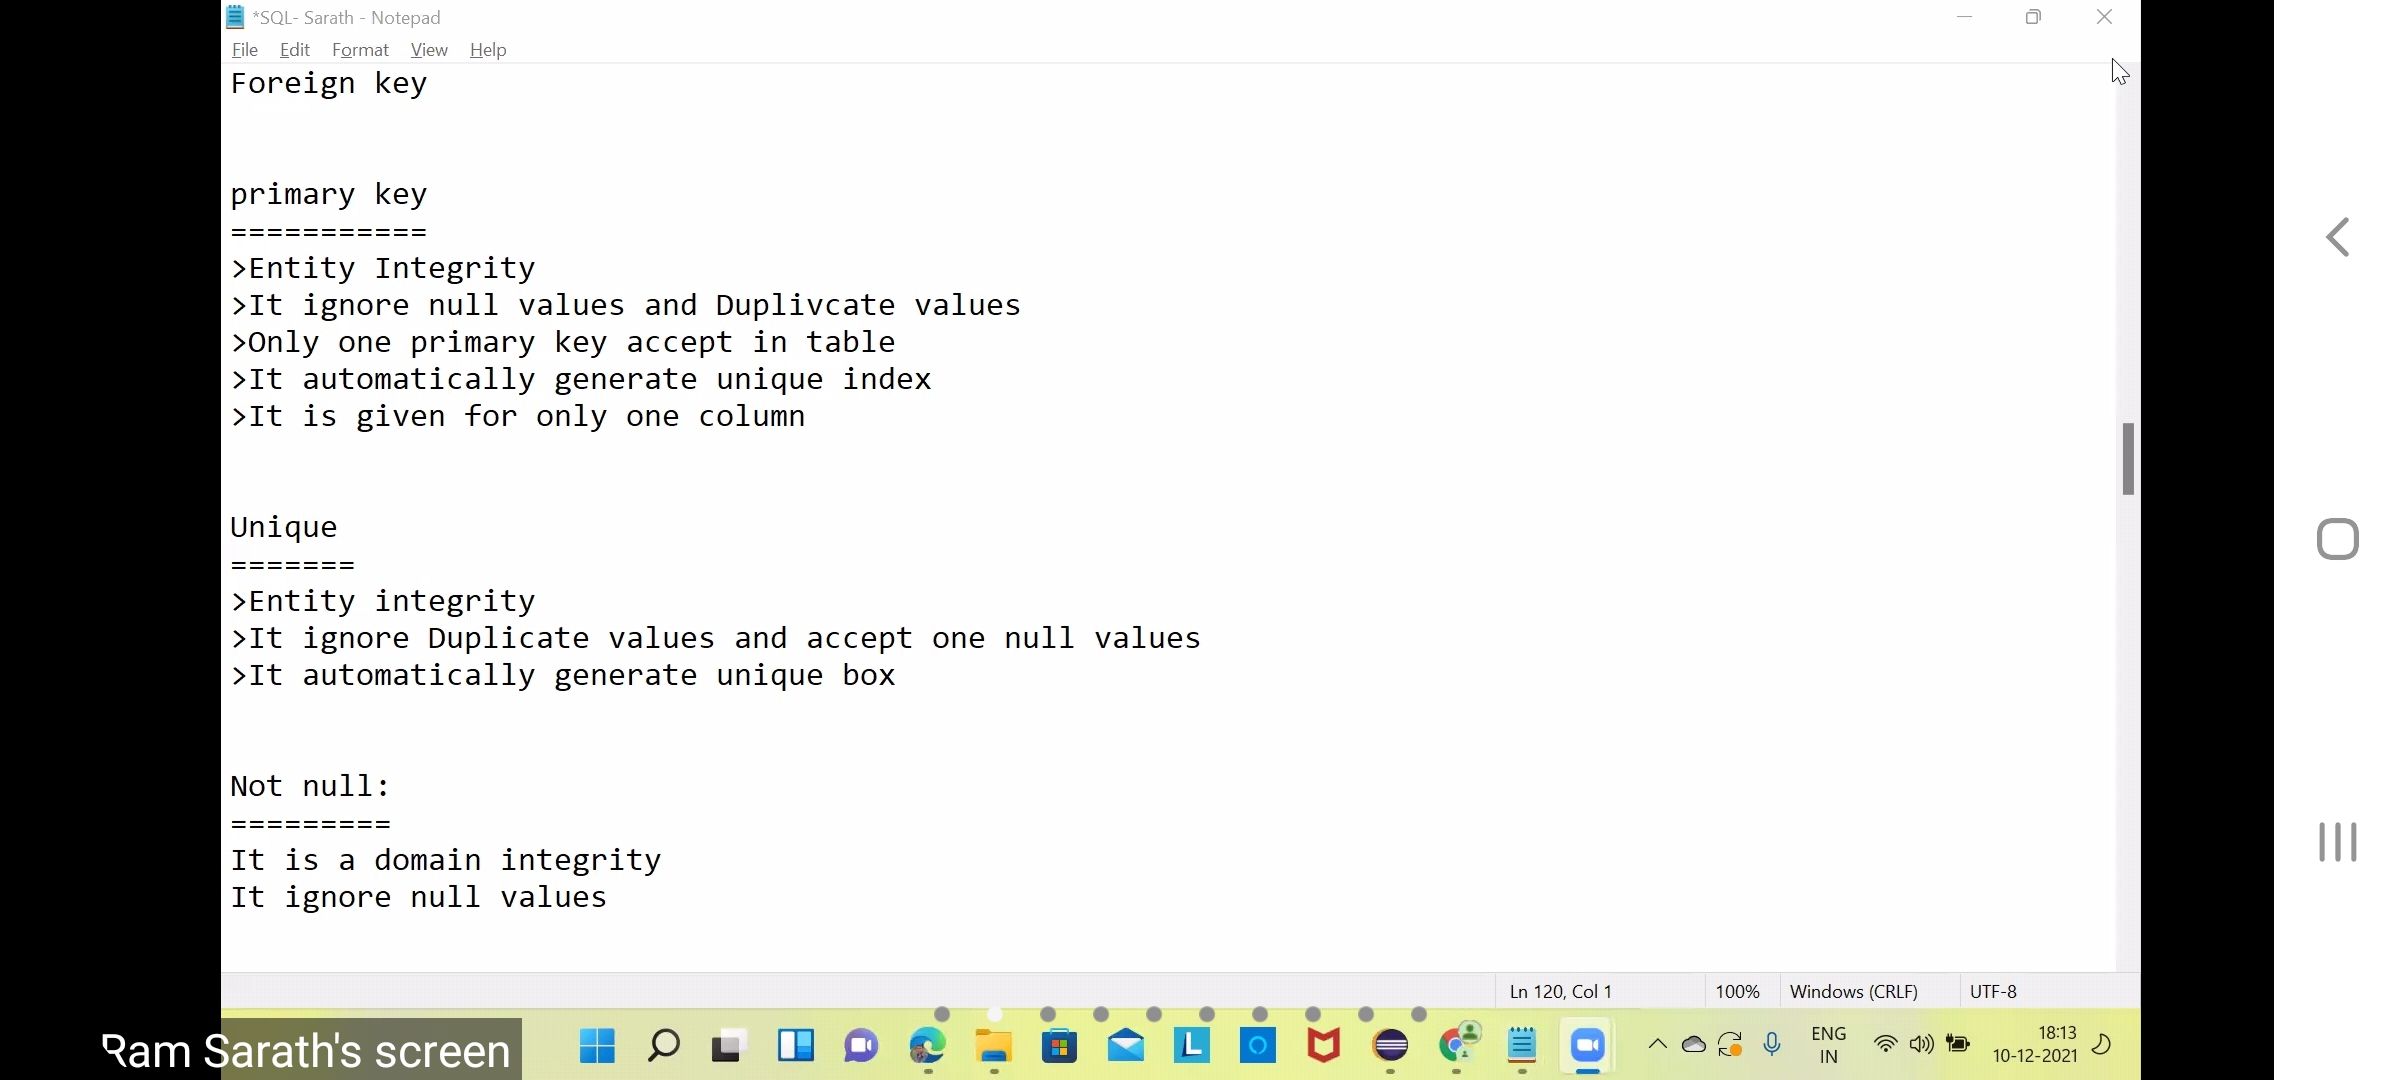 *SQL- Sarath - Notepad
File Edit Format View Help
Foreign key
primary key
===========
>Entity Integrity
>It ignore null values and Duplivcate values
>Only one primary key accept in table
>It automatically generate unique index
>It is given for only one column
Unique
=======
>Entity integrity
>It ignore Duplicate values and accept one null values
>It automatically generate unique box
Not null:
=========
It is a domain integrity
It ignore null values
Ln 120, Col 1 100% Windows (CRLF) UTF-8
Ram Sarath's screen
L
ENG
IN
18:13
10-12-2021